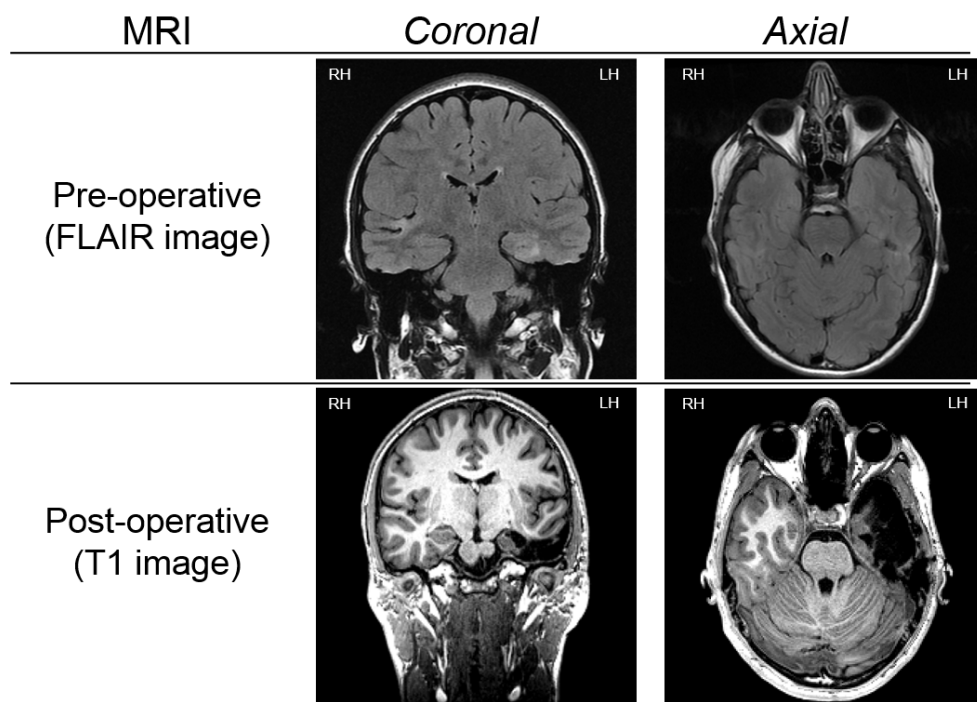 MRI Coronal Axial
RH LH RH LH
Pre-operative
(FLAIR image)
RH LH RH LH
Post-operative
(T1 image)